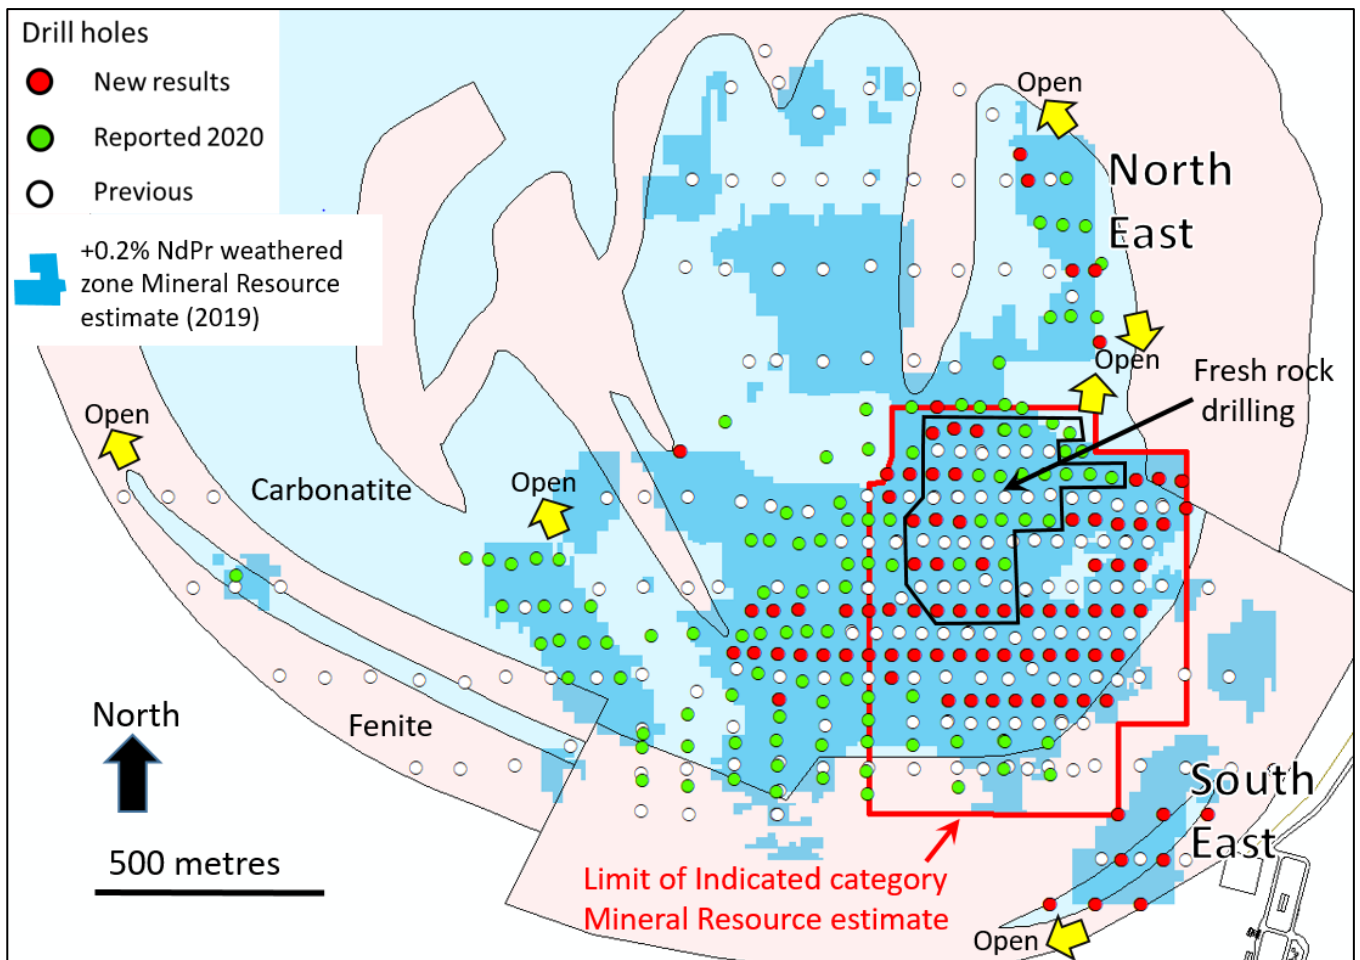 Drill holes
New results
Reported 2020
Previous
+0.2% NdPr weathered
zone Mineral Resource
estimate (2019)
Open
North
East
Open
Fresh rock
drilling
Open
Carbonatite
Open
North
Fenite
500 metres
South
East
Limit of Indicated category
Mineral Resource estimate
Open